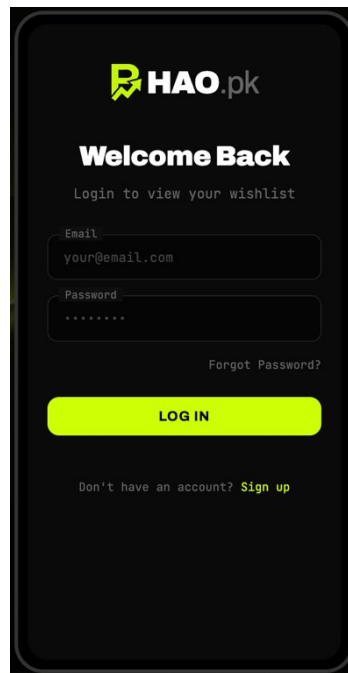 HAO.pk
Welcome Back
Login to view your wishlist
Email
your@email.com
Password
Forgot Password?
LOG IN
Don't have an account? Sign up